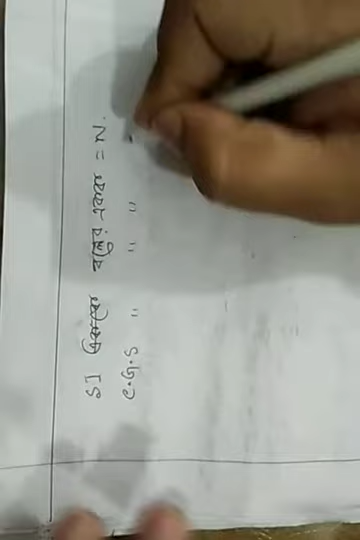 SI এককে বলের একক = N.
C.G.S " " "